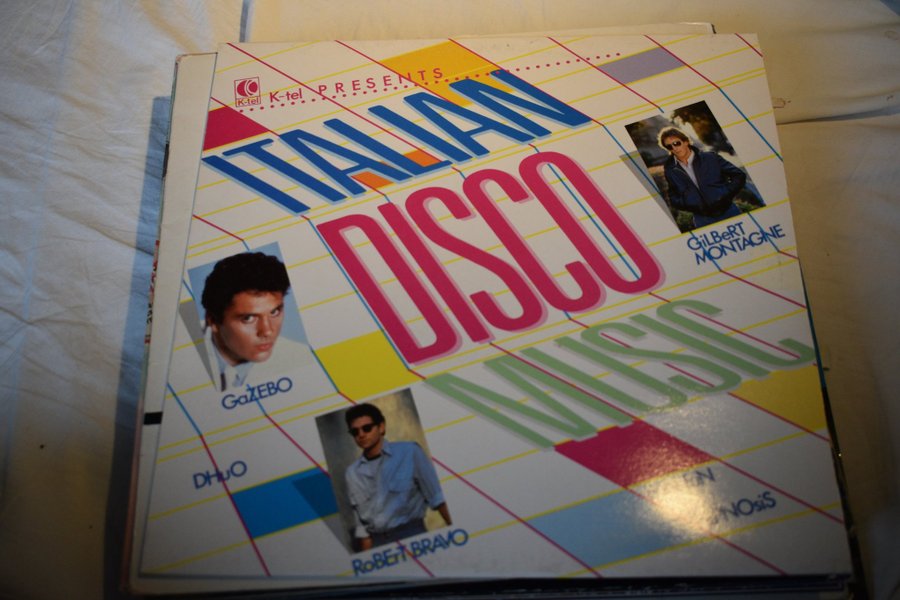 K-tel
K-tel PRESENTS
ITALIAN
DISCO
MUSIC
GiLBeRT
MONTAGNE
GaZEBO
DHuO
RoBErT BRAVO